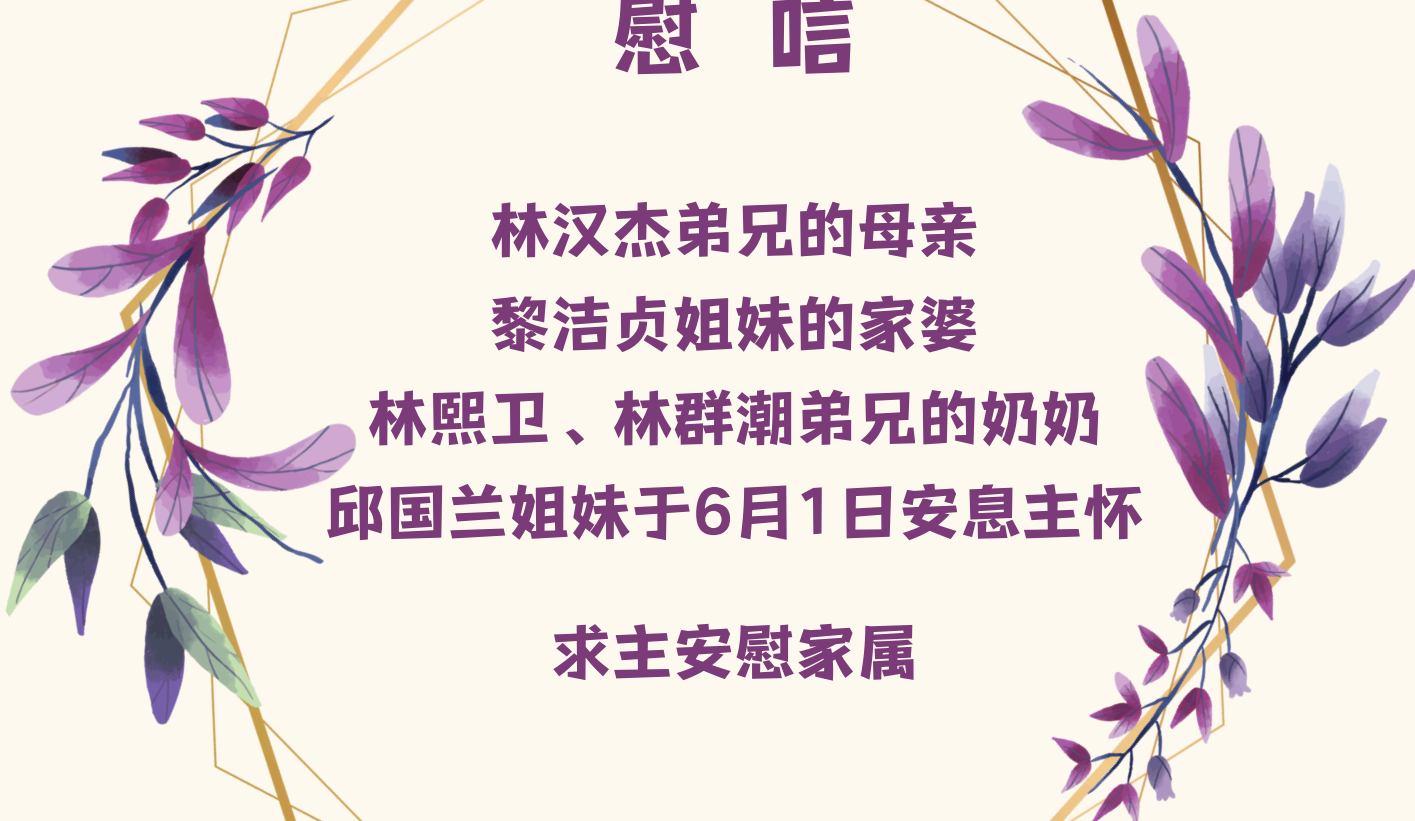 慰 唁
林汉杰弟兄的母亲
黎洁贞姐妹的家婆
林熙卫、林群潮弟兄的奶奶
邱国兰姐妹于6月1日安息主怀
求主安慰家属